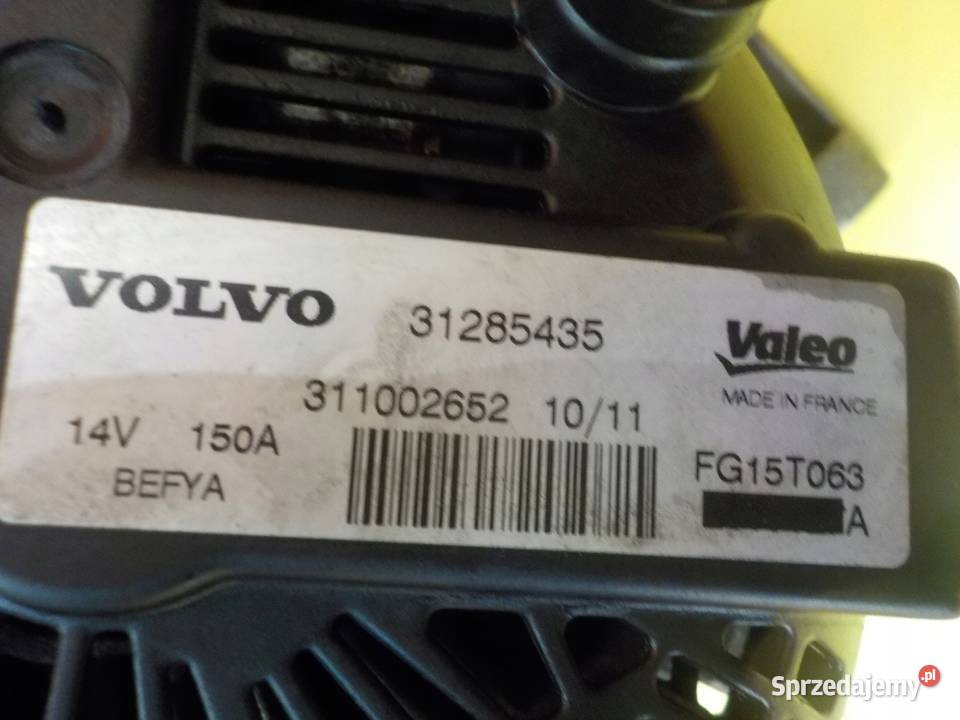 VOLVO 31285435 Valeo
MADE IN FRANCE
311002652 10/11
14V 150A
BEFYA
FG15T063
A
Sprzedajemy.pl